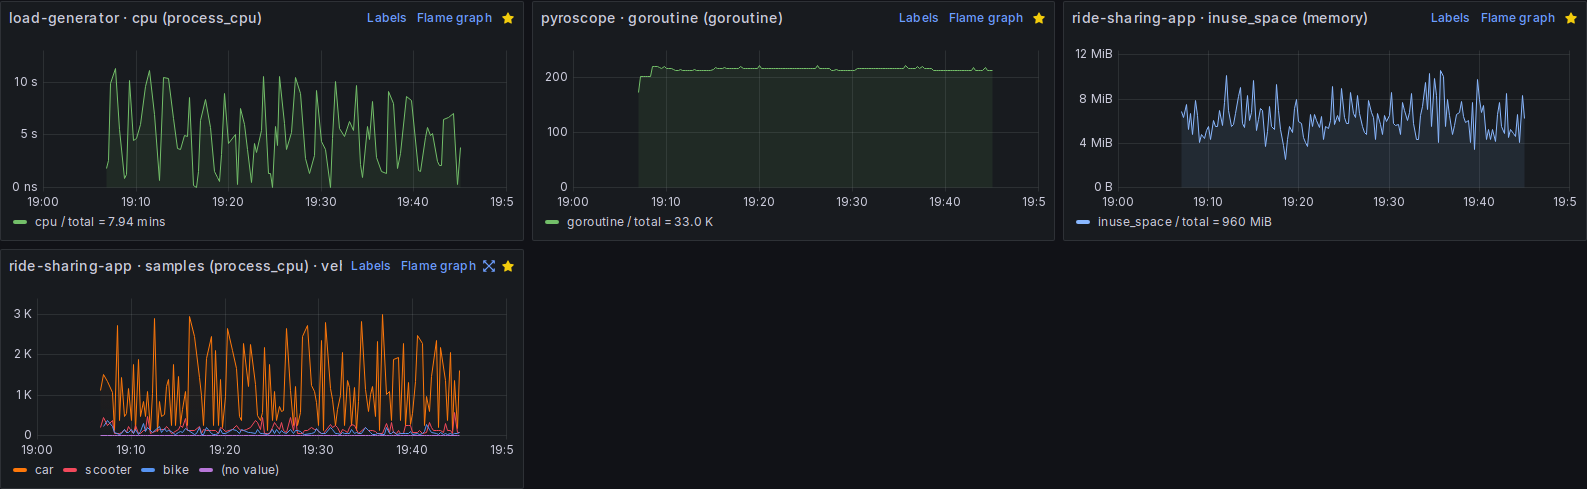 load-generator · cpu (process_cpu) Labels Flame graph
10 s
5 s
0 ns
19:00 19:10 19:20 19:30 19:40 19:5
cpu / total = 7.94 mins
pyroscope · goroutine (goroutine) Labels Flame graph
200
100
0
19:00 19:10 19:20 19:30 19:40 19:5
goroutine / total = 33.0 K
ride-sharing-app · inuse_space (memory) Labels Flame graph
12 MiB
8 MiB
4 MiB
0 B
19:00 19:10 19:20 19:30 19:40 19:5
inuse_space / total = 960 MiB
ride-sharing-app · samples (process_cpu) · vel Labels Flame graph
3 K
2 K
1 K
0
19:00 19:10 19:20 19:30 19:40 19:5
car scooter bike (no value)